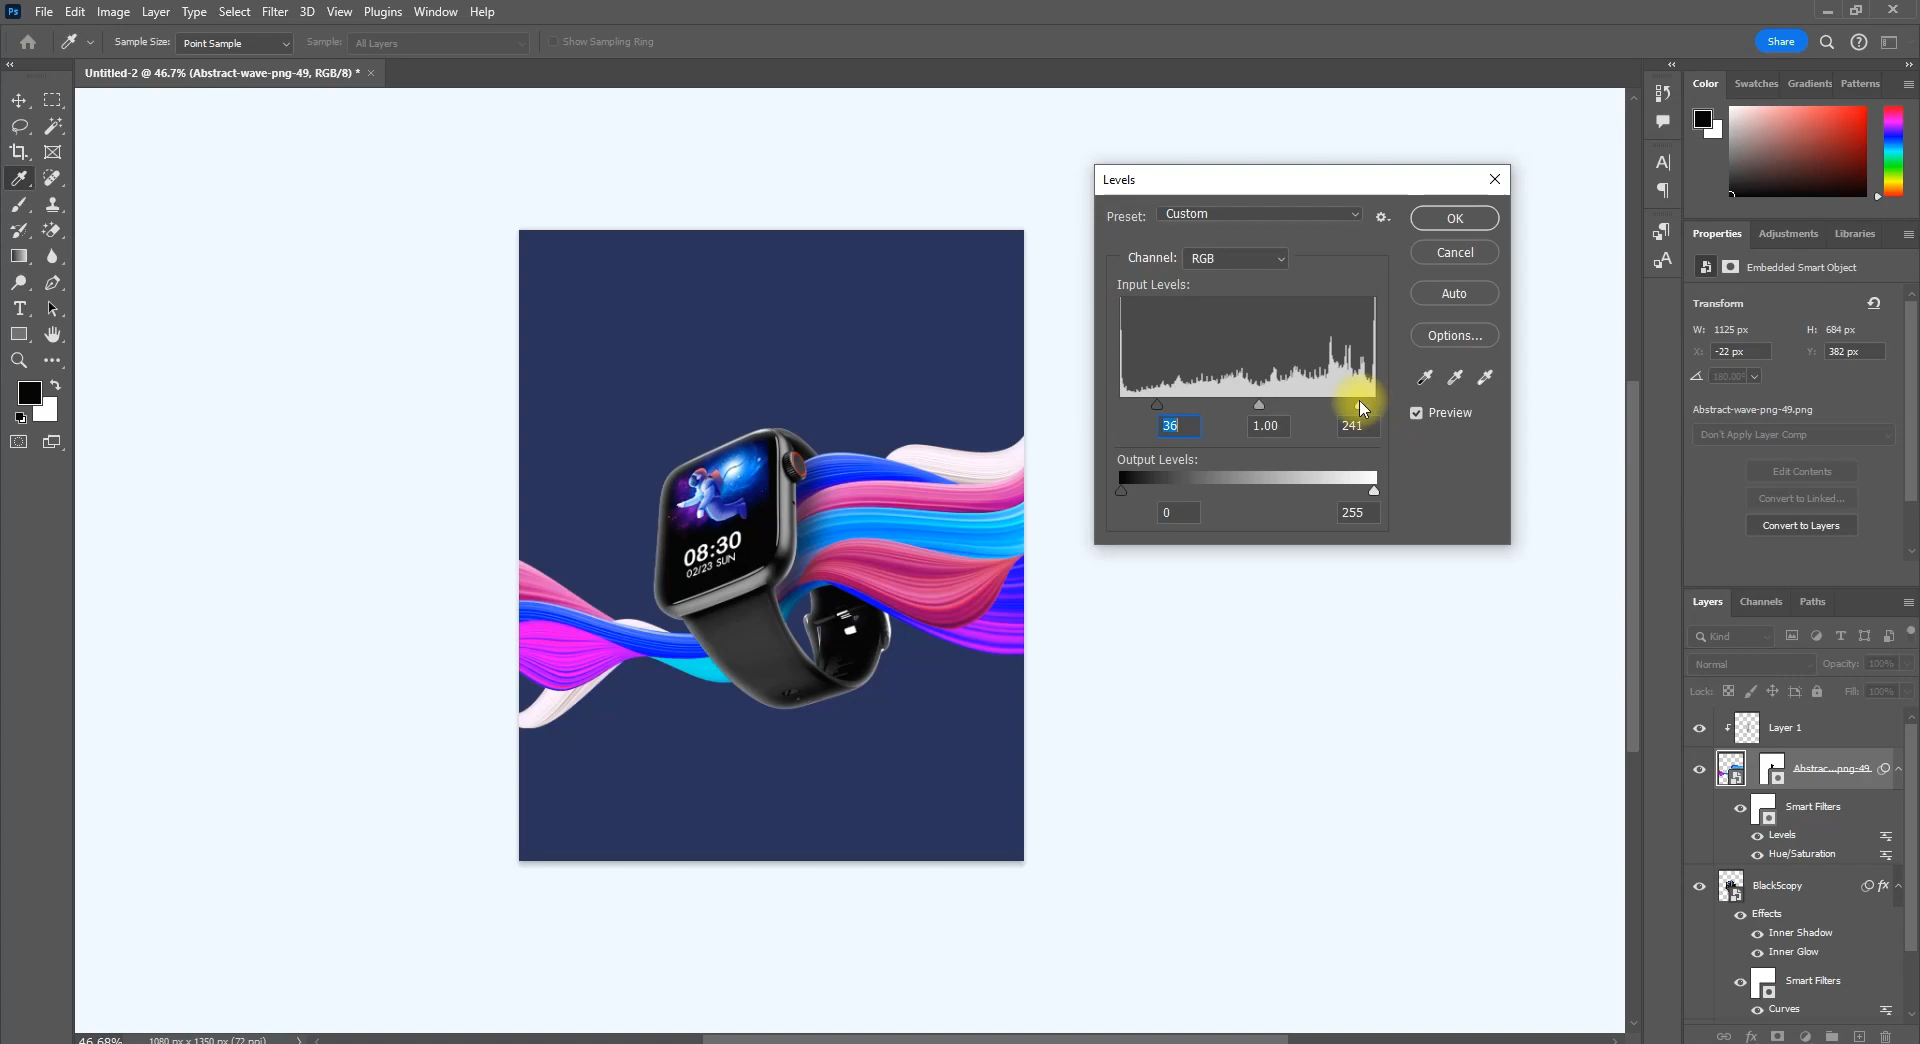 Ps File Edit Image Layer Type Select Filter 3D View Plugins Window Help
Sample Size: Point Sample Sample: All Layers Show Sampling Ring Share
Untitled-2 @ 46.7% (Abstract-wave-png-49, RGB/8) * ×
Color Swatches Gradients Patterns
Levels
Preset: Custom OK
Channel: RGB Cancel
Input Levels:
Auto
Options...
Preview
36 1.00 241
Output Levels:
0 255
08:30
02/23 SUN
Properties Adjustments Libraries
Embedded Smart Object
Transform
W: 1125 px H: 684 px
X: -22 px Y: 382 px
180.00°
Abstract-wave-png-49.png
Don't Apply Layer Comp
Edit Contents
Convert to Linked...
Convert to Layers
Layers Channels Paths
Kind
Normal Opacity: 100%
Lock: Fill: 100%
Layer 1
Abstrac...png-49
Smart Filters
Levels
Hue/Saturation
BlackScopy fx
Effects
Inner Shadow
Inner Glow
Smart Filters
Curves
fx
46.68% 1080 px x 1350 px (72 ppi)